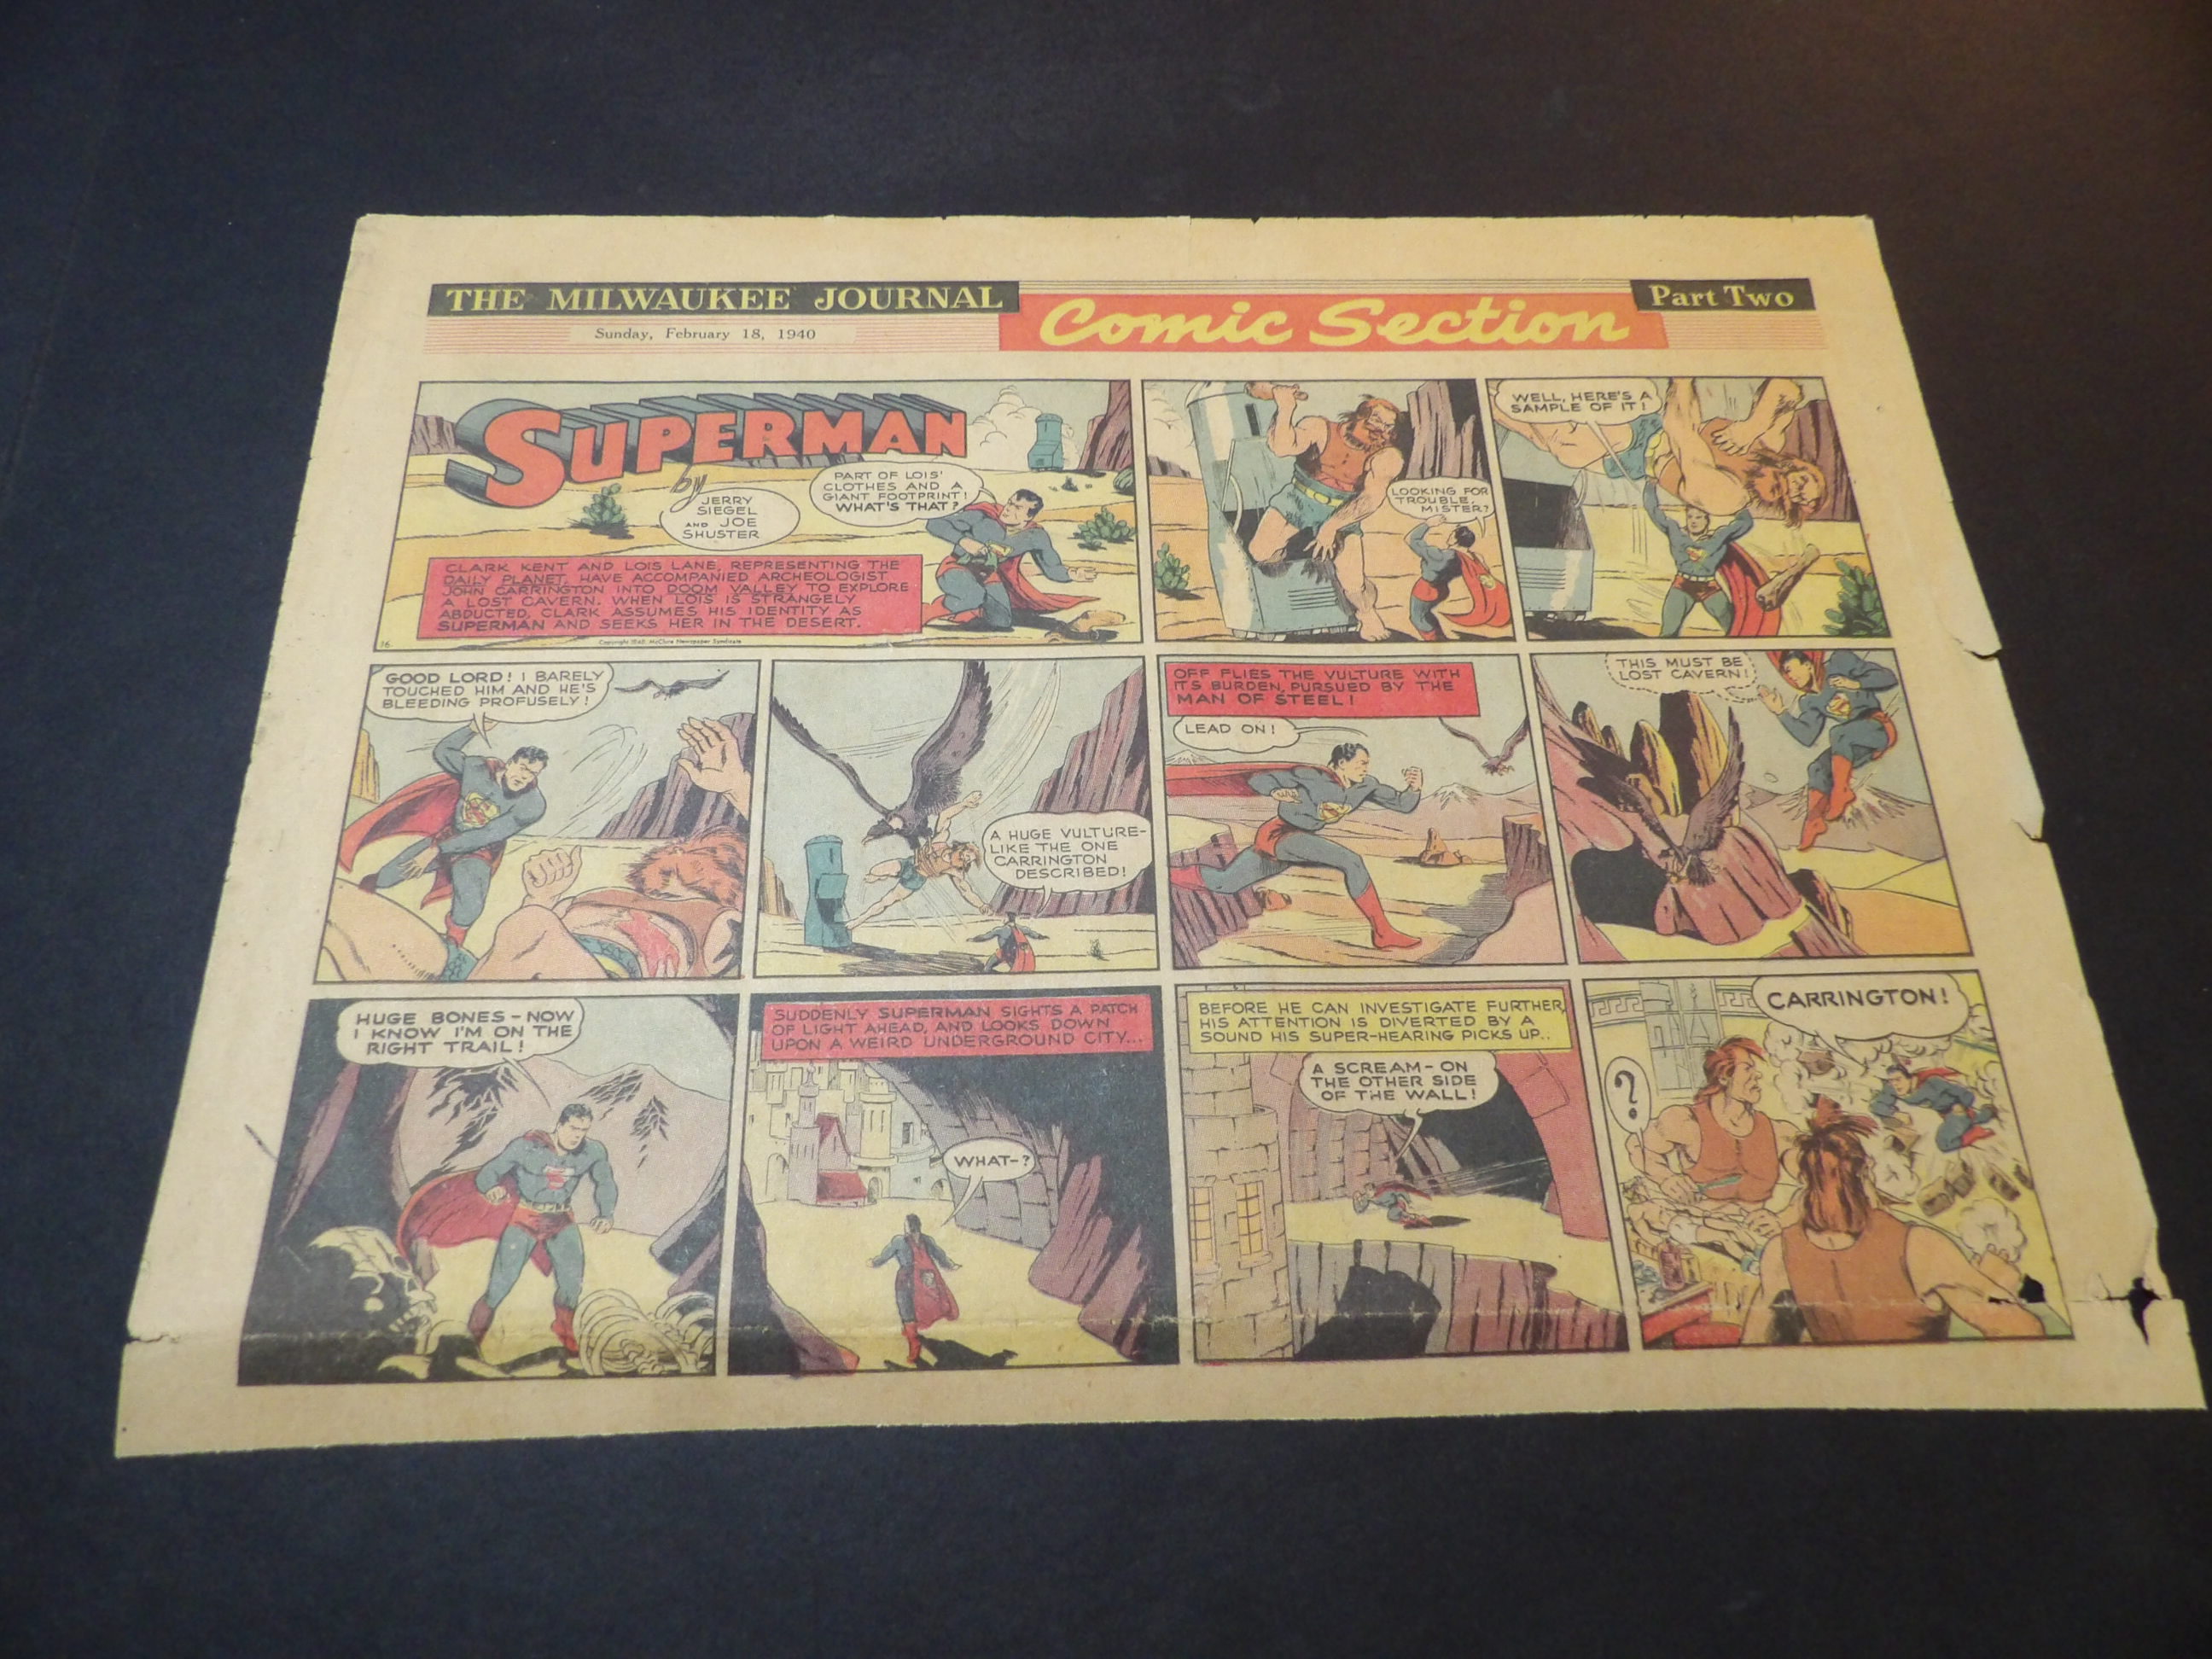 THE MILWAUKEE JOURNAL
Comic Section
Part Two
Sunday, February 18, 1940
SUPERMAN
by
JERRY
SIEGEL
AND JOE
SHUSTER
PART OF LOIS'
CLOTHES AND A
GIANT FOOTPRINT!
WHAT'S THAT?
CLARK KENT AND LOIS LANE, REPRESENTING THE
DAILY PLANET, HAVE ACCOMPANIED ARCHEOLOGIST
JOHN CARRINGTON INTO DOOM VALLEY TO EXPLORE
A LOST CAVERN. WHEN LOIS IS STRANGELY
ABDUCTED, CLARK ASSUMES HIS IDENTITY AS
SUPERMAN AND SEEKS HER IN THE DESERT.
16
Copyright 1940, McClure Newspaper Syndicate
LOOKING FOR
TROUBLE,
MISTER?
WELL, HERE'S A
SAMPLE OF IT!
GOOD LORD! I BARELY
TOUCHED HIM AND HE'S
BLEEDING PROFUSELY!
A HUGE VULTURE-
LIKE THE ONE
CARRINGTON
DESCRIBED!
OFF FLIES THE VULTURE WITH
ITS BURDEN, PURSUED BY THE
MAN OF STEEL!
LEAD ON!
THIS MUST BE
LOST CAVERN!
HUGE BONES - NOW
I KNOW I'M ON THE
RIGHT TRAIL!
SUDDENLY SUPERMAN SIGHTS A PATCH
OF LIGHT AHEAD, AND LOOKS DOWN
UPON A WEIRD UNDERGROUND CITY...
WHAT-?
BEFORE HE CAN INVESTIGATE FURTHER,
HIS ATTENTION IS DIVERTED BY A
SOUND HIS SUPER-HEARING PICKS UP..
A SCREAM - ON
THE OTHER SIDE
OF THE WALL!
?
CARRINGTON!